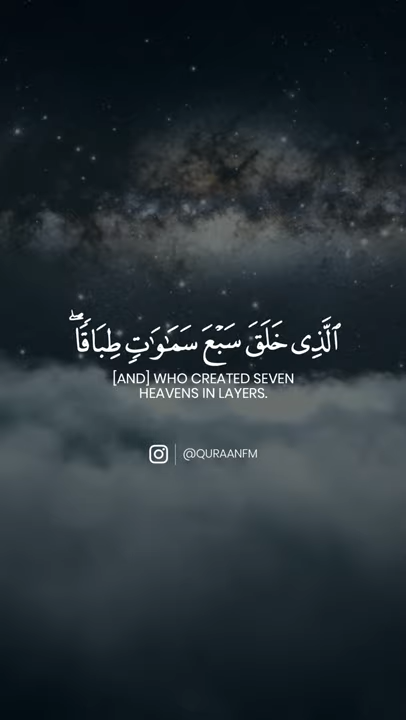 ٱلَّذِى خَلَقَ سَبْعَ سَمَٰوَٰتٍ طِبَاقًا ۖ
[AND] WHO CREATED SEVEN
HEAVENS IN LAYERS.
@QURAANFM